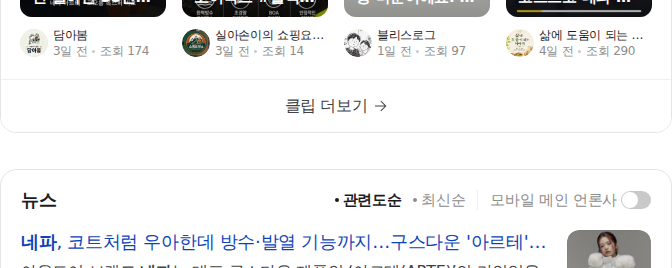 담아봄
3일 전 · 조회 174
실아손이의 쇼핑요...
3일 전 · 조회 14
블리스로그
1일 전 · 조회 97
삶에 도움이 되는 ...
4일 전 · 조회 290
클립 더보기 →
뉴스
• 관련도순 • 최신순 모바일 메인 언론사
네파, 코트처럼 우아한데 방수·발열 기능까지...구스다운 '아르테'...